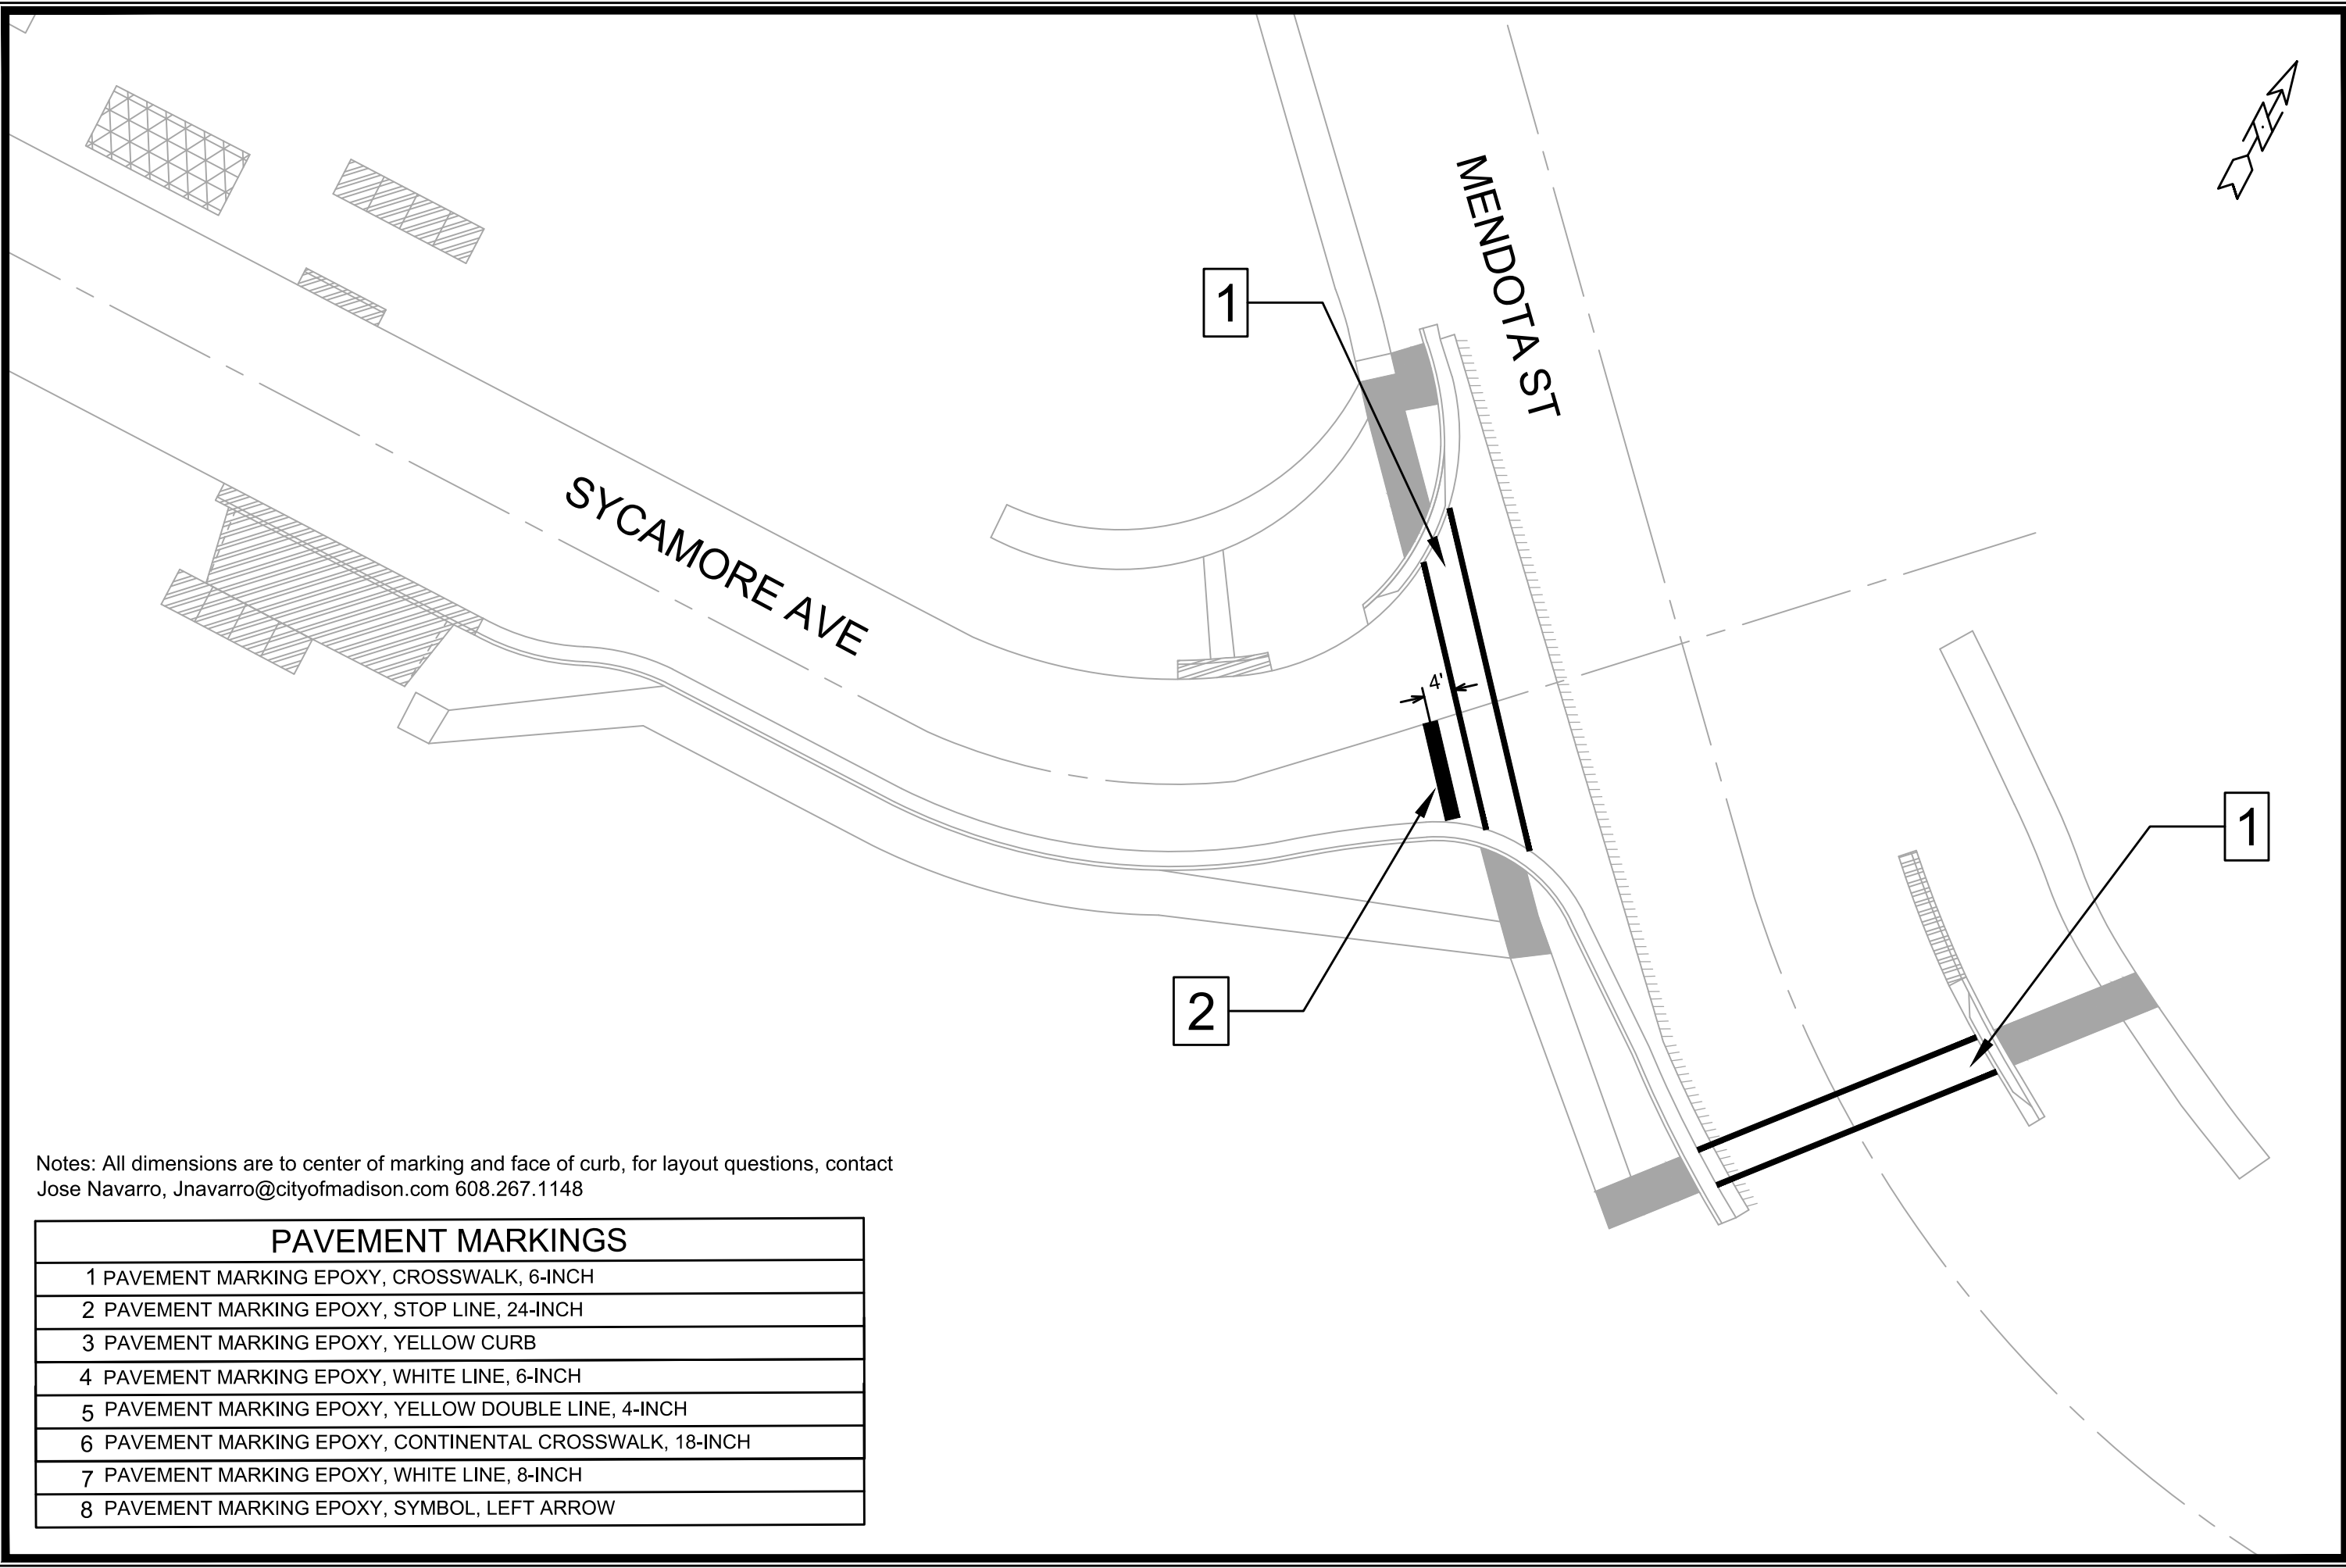 MENDOTA ST
1
SYCAMORE AVE
4'
1
2
Notes: All dimensions are to center of marking and face of curb, for layout questions, contact
Jose Navarro, Jnavarro@cityofmadison.com 608.267.1148
PAVEMENT MARKINGS
1 PAVEMENT MARKING EPOXY, CROSSWALK, 6-INCH
2 PAVEMENT MARKING EPOXY, STOP LINE, 24-INCH
3 PAVEMENT MARKING EPOXY, YELLOW CURB
4 PAVEMENT MARKING EPOXY, WHITE LINE, 6-INCH
5 PAVEMENT MARKING EPOXY, YELLOW DOUBLE LINE, 4-INCH
6 PAVEMENT MARKING EPOXY, CONTINENTAL CROSSWALK, 18-INCH
7 PAVEMENT MARKING EPOXY, WHITE LINE, 8-INCH
8 PAVEMENT MARKING EPOXY, SYMBOL, LEFT ARROW